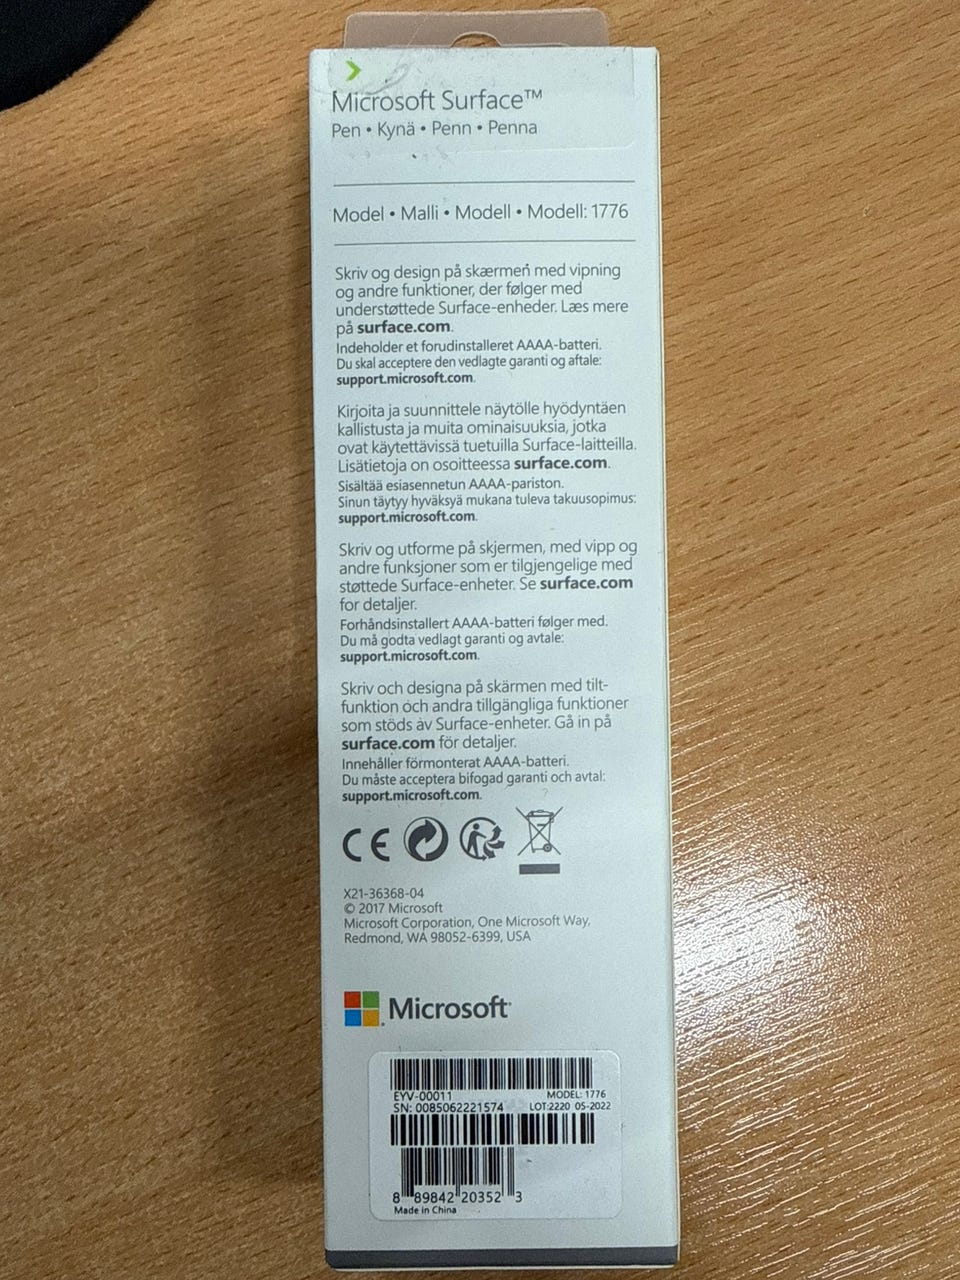 Microsoft Surface™
Pen • Kynä • Penn • Penna
Model • Malli • Modell • Modell: 1776
Skriv og design på skærmen med vipning
og andre funktioner, der følger med
understøttede Surface-enheder. Læs mere
på surface.com.
Indeholder et forudinstalleret AAAA-batteri.
Du skal acceptere den vedlagte garanti og aftale:
support.microsoft.com.
Kirjoita ja suunnittele näytölle hyödyntäen
kallistusta ja muita ominaisuuksia, jotka
ovat käytettävissä tuetuilla Surface-laitteilla.
Lisätietoja on osoitteessa surface.com.
Sisältää esiasennetun AAAA-pariston.
Sinun täytyy hyväksyä mukana tuleva takuusopimus:
support.microsoft.com.
Skriv og utforme på skjermen, med vipp og
andre funksjoner som er tilgjengelige med
støttede Surface-enheter. Se surface.com
for detaljer.
Forhåndsinstallert AAAA-batteri følger med.
Du må godta vedlagt garanti og avtale:
support.microsoft.com.
Skriv och designa på skärmen med tilt-
funktion och andra tillgängliga funktioner
som stöds av Surface-enheter. Gå in på
surface.com för detaljer.
Innehåller förmonterat AAAA-batteri.
Du måste acceptera bifogad garanti och avtal:
support.microsoft.com.
CE
X21-36368-04
© 2017 Microsoft
Microsoft Corporation, One Microsoft Way,
Redmond, WA 98052-6399, USA
Microsoft
EYV-00011 MODEL: 1776
SN: 0085062221574 LOT:2220 05-2022
8 89842 20352 3
Made in China